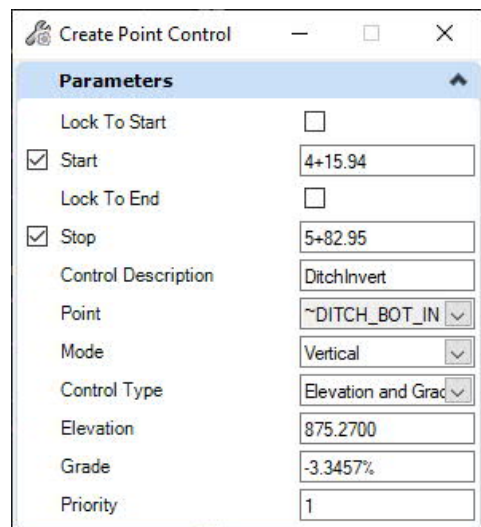 Create Point Control
Parameters
Lock To Start
Start 4+15.94
Lock To End
Stop 5+82.95
Control Description DitchInvert
Point ~DITCH_BOT_IN
Mode Vertical
Control Type Elevation and Grad
Elevation 875.2700
Grade -3.3457%
Priority 1